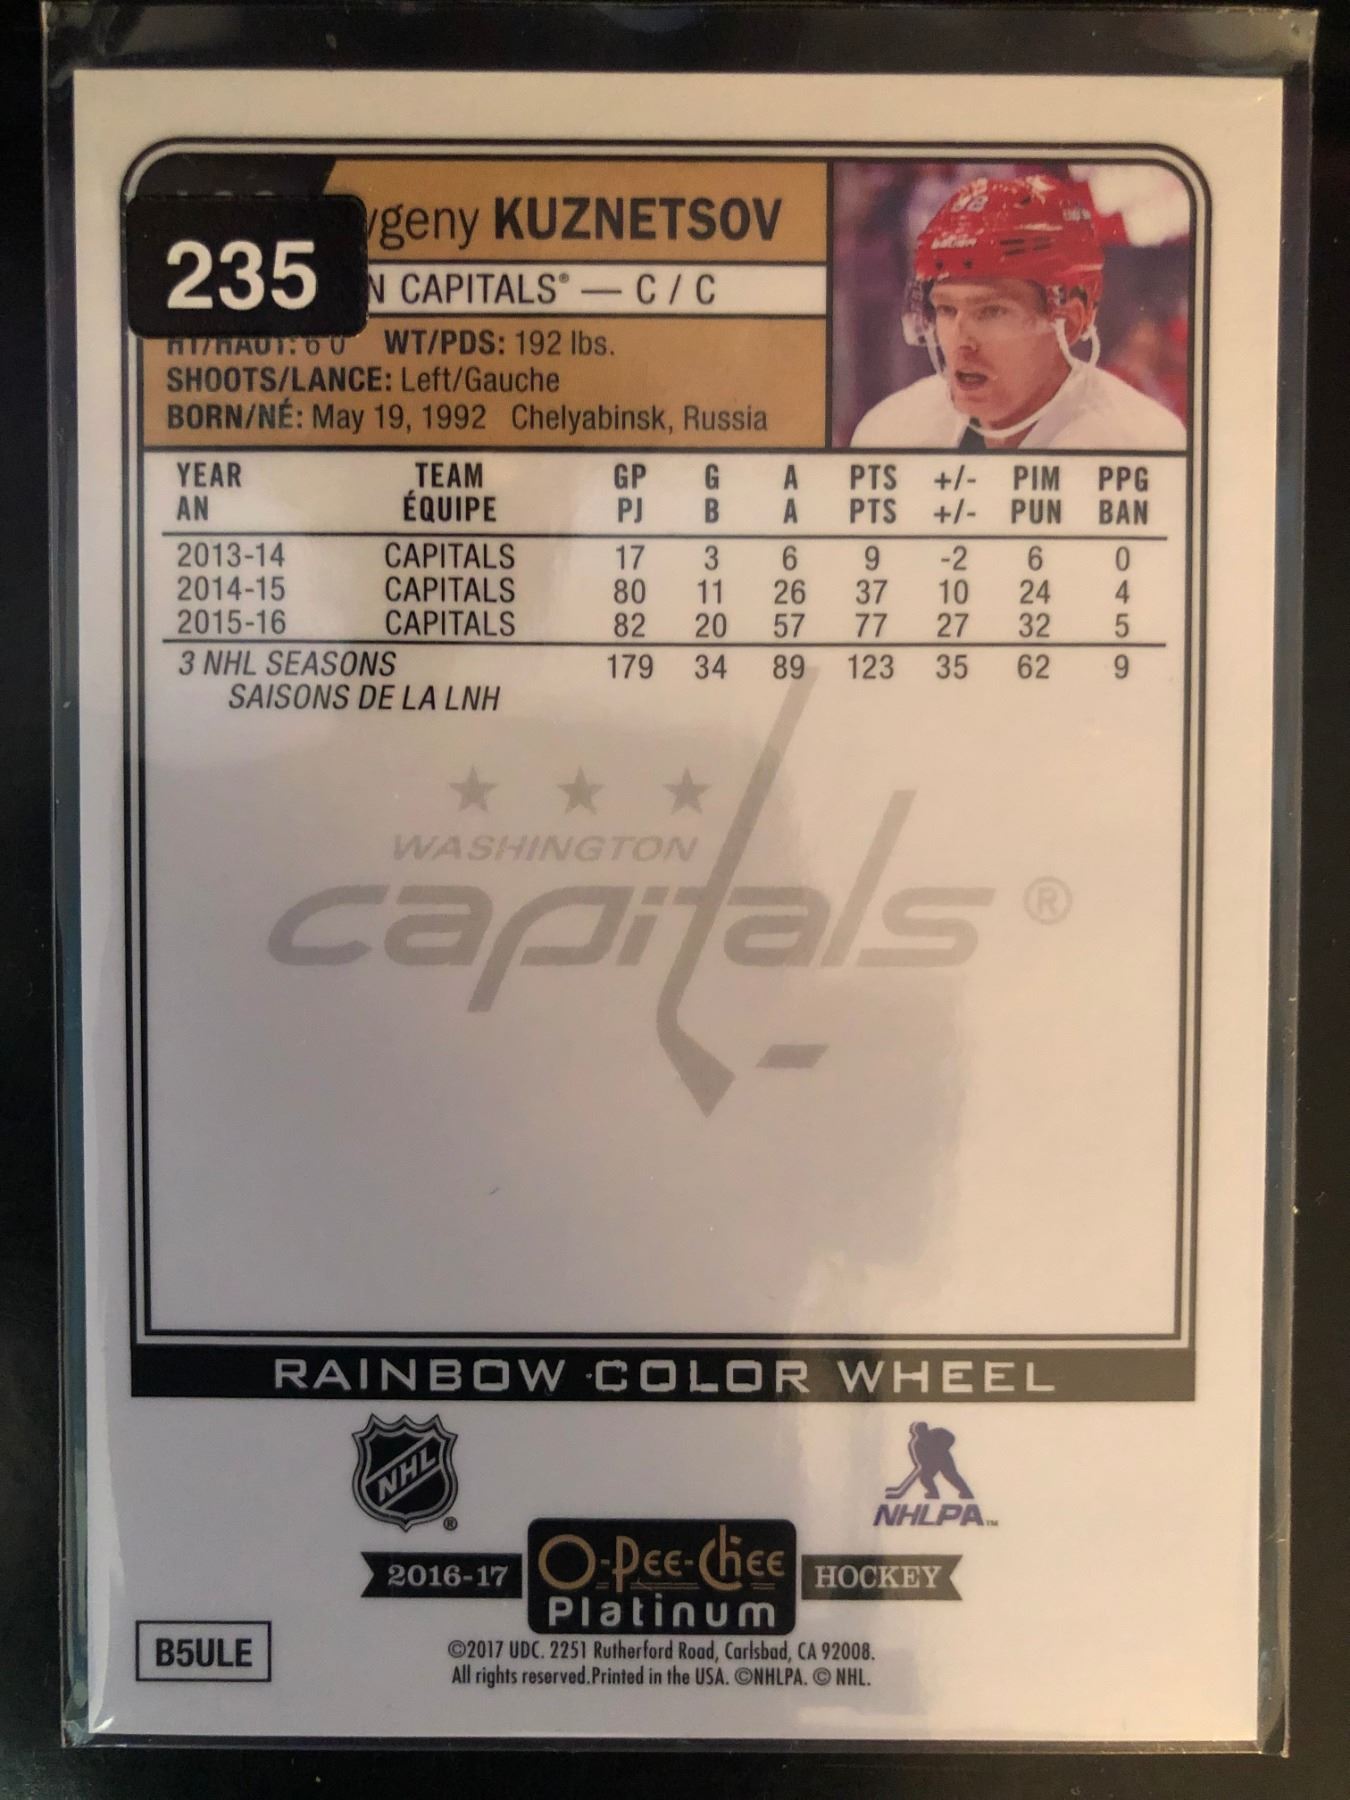 235
vgeny KUZNETSOV
N CAPITALS® — C / C
HT/HAUT: 6'0" WT/PDS: 192 lbs.
SHOOTS/LANCE: Left/Gauche
BORN/NÉ: May 19, 1992 Chelyabinsk, Russia
YEAR TEAM GP G A PTS +/- PIM PPG
AN ÉQUIPE PJ B A PTS +/- PUN BAN
2013-14 CAPITALS 17 3 6 9 -2 6 0
2014-15 CAPITALS 80 11 26 37 10 24 4
2015-16 CAPITALS 82 20 57 77 27 32 5
3 NHL SEASONS 179 34 89 123 35 62 9
SAISONS DE LA LNH
WASHINGTON
capitals ®
RAINBOW COLOR WHEEL
NHL ®
NHLPA™
2016-17 O-Pee-Chee HOCKEY
Platinum
B5ULE
©2017 UDC. 2251 Rutherford Road, Carlsbad, CA 92008.
All rights reserved.Printed in the USA. ©NHLPA. © NHL.